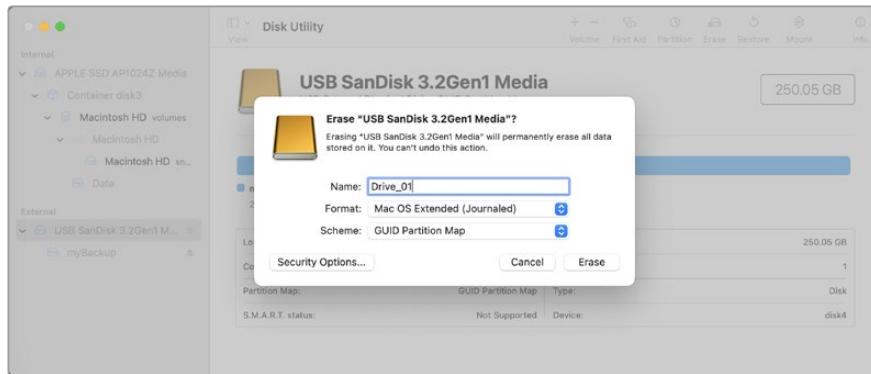 Disk Utility
View
Volume First Aid Partition Erase Restore Mount Info
Internal
APPLE SSD AP1024Z Media
Container disk3
Macintosh HD volumes
Macintosh HD
Macintosh HD sn...
Data
External
USB SanDisk 3.2Gen1 M...
myBackup
USB SanDisk 3.2Gen1 Media
250.05 GB
Erase “USB SanDisk 3.2Gen1 Media”?
Erasing “USB SanDisk 3.2Gen1 Media” will permanently erase all data
stored on it. You can't undo this action.
Name: Drive_01
Format: Mac OS Extended (Journaled)
Scheme: GUID Partition Map
Security Options... Cancel Erase
250.05 GB
1
Partition Map: GUID Partition Map Type: Disk
S.M.A.R.T. status: Not Supported Device: disk4